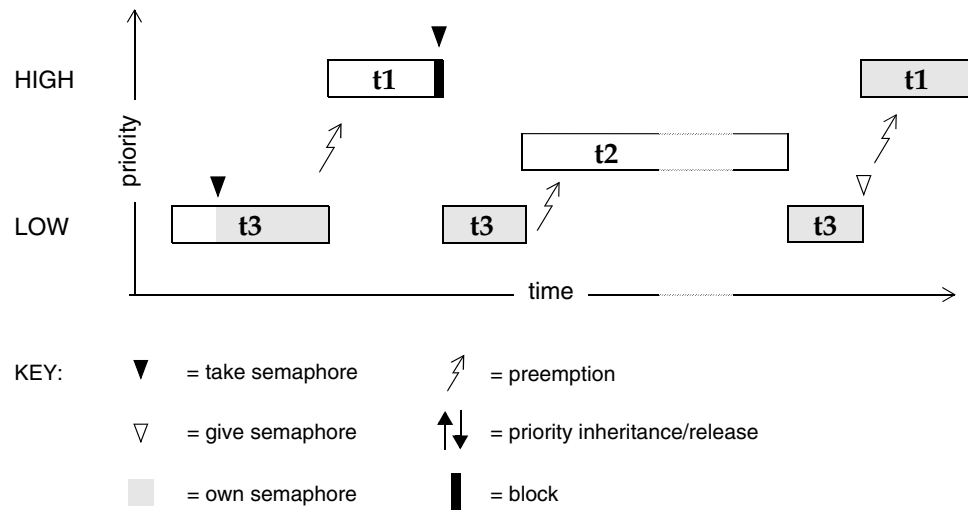 HIGH
t1
t1
priority
t2
LOW
t3
t3
t3
time
KEY:
= take semaphore
= preemption
= give semaphore
= priority inheritance/release
= own semaphore
= block